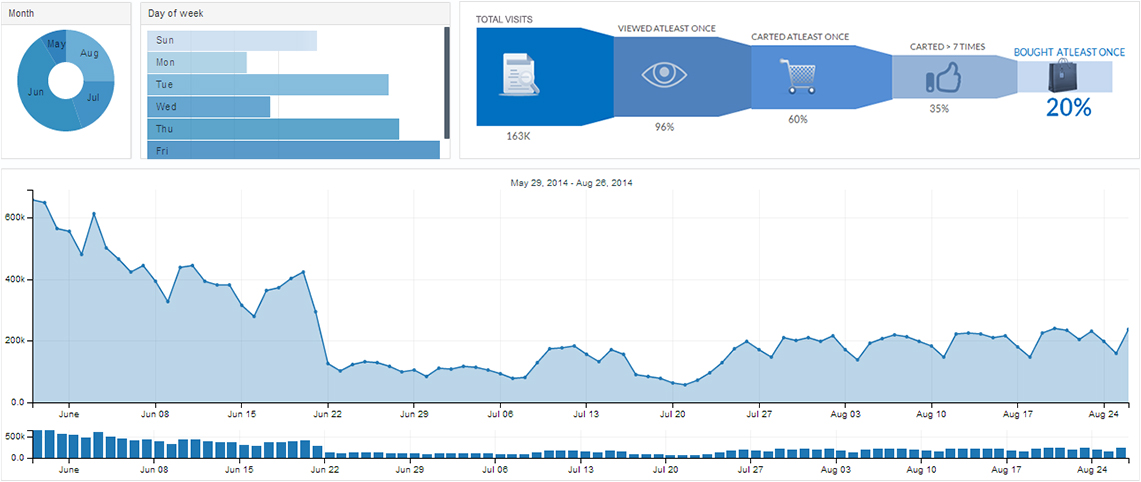 Month
May
Aug
Jun
Jul
Day of week
Sun
Mon
Tue
Wed
Thu
Fri
TOTAL VISITS
163K
VIEWED ATLEAST ONCE
96%
CARTED ATLEAST ONCE
60%
CARTED > 7 TIMES
35%
BOUGHT ATLEAST ONCE
20%
May 29, 2014 - Aug 26, 2014
600k
400k
200k
0.0
June Jun 08 Jun 15 Jun 22 Jun 29 Jul 06 Jul 13 Jul 20 Jul 27 Aug 03 Aug 10 Aug 17 Aug 24
500k
0.0
June Jun 08 Jun 15 Jun 22 Jun 29 Jul 06 Jul 13 Jul 20 Jul 27 Aug 03 Aug 10 Aug 17 Aug 24